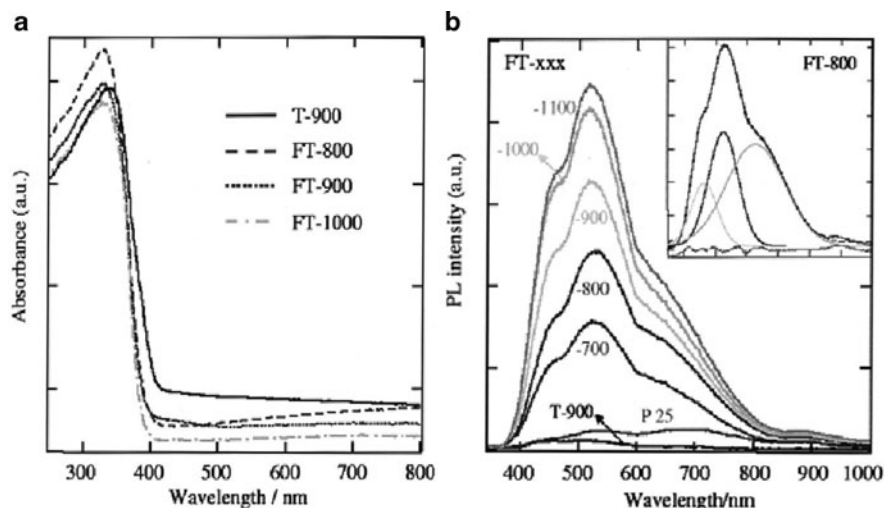 a
Absorbance (a.u.)
T-900
FT-800
FT-900
FT-1000
300 400 500 600 700 800
Wavelength / nm
b
PL intensity (a.u.)
FT-xxx
FT-800
-1100
-1000
-900
-800
-700
T-900
P 25
400 500 600 700 800 900 1000
Wavelength/nm